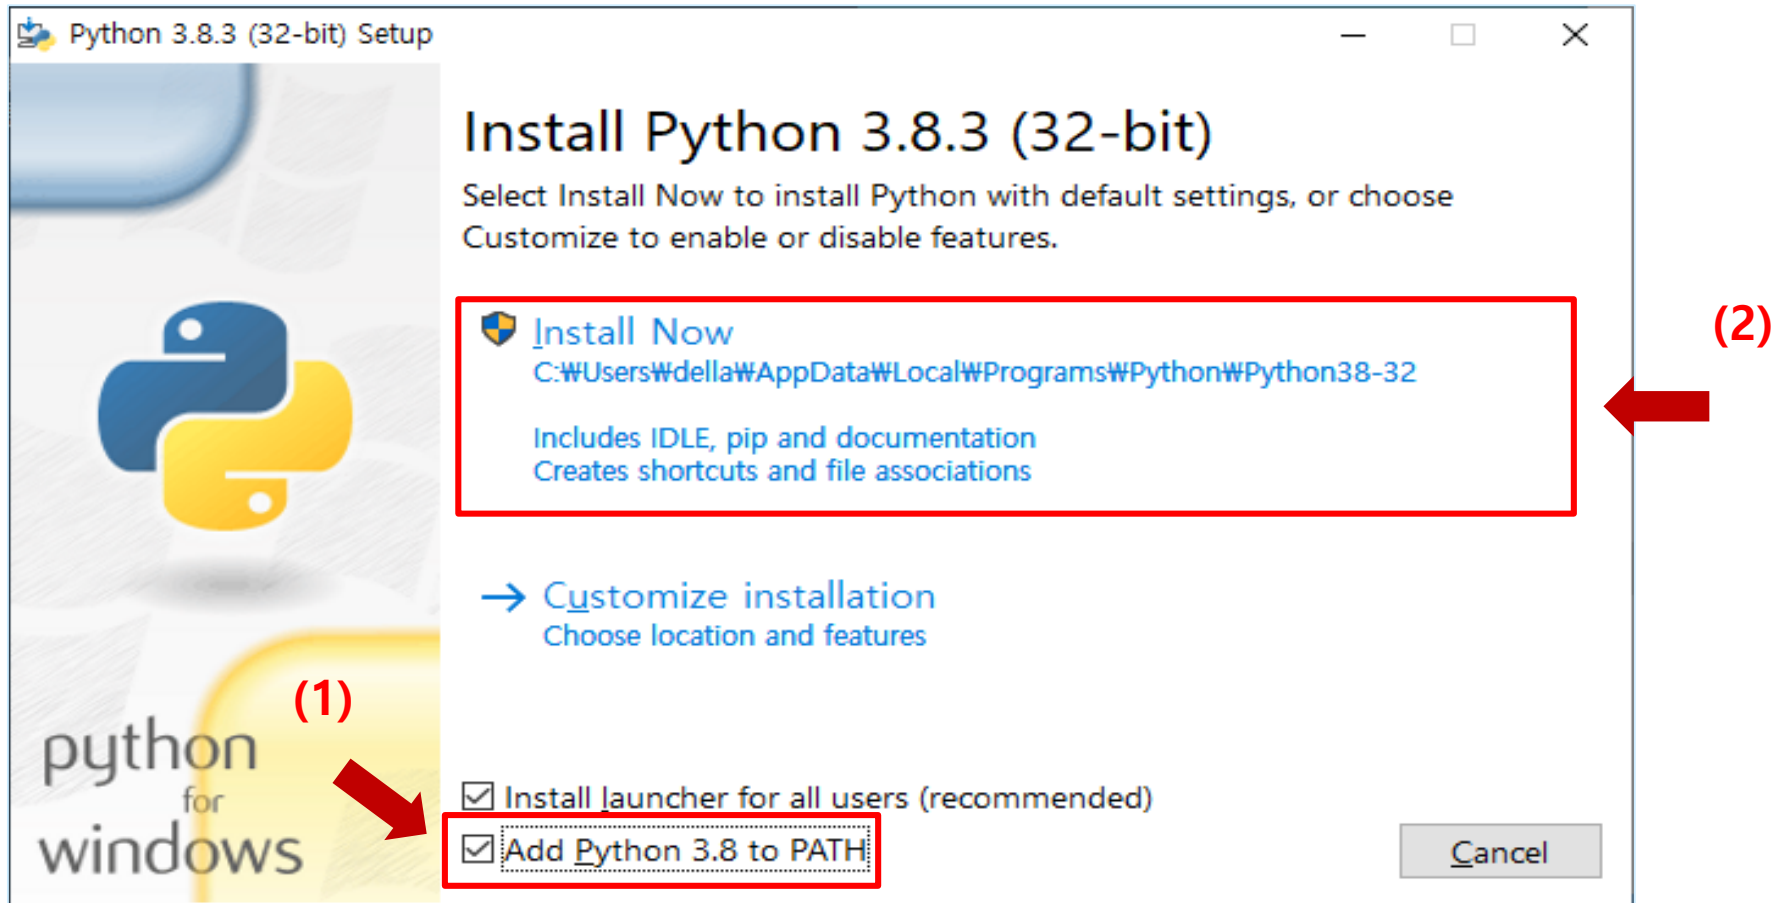 Python 3.8.3 (32-bit) Setup
Install Python 3.8.3 (32-bit)
Select Install Now to install Python with default settings, or choose
Customize to enable or disable features.
(2)
Install Now
C:₩Users₩della₩AppData₩Local₩Programs₩Python₩Python38-32
Includes IDLE, pip and documentation
Creates shortcuts and file associations
Customize installation
Choose location and features
(1)
python
for
windows
Install launcher for all users (recommended)
Add Python 3.8 to PATH
Cancel